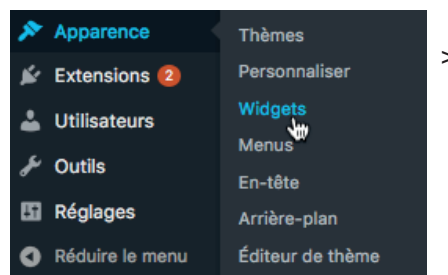 Apparence
Extensions 2
Utilisateurs
Outils
Réglages
Réduire le menu
Thèmes
Personnaliser
Widgets
Menus
En-tête
Arrière-plan
Éditeur de thème
>